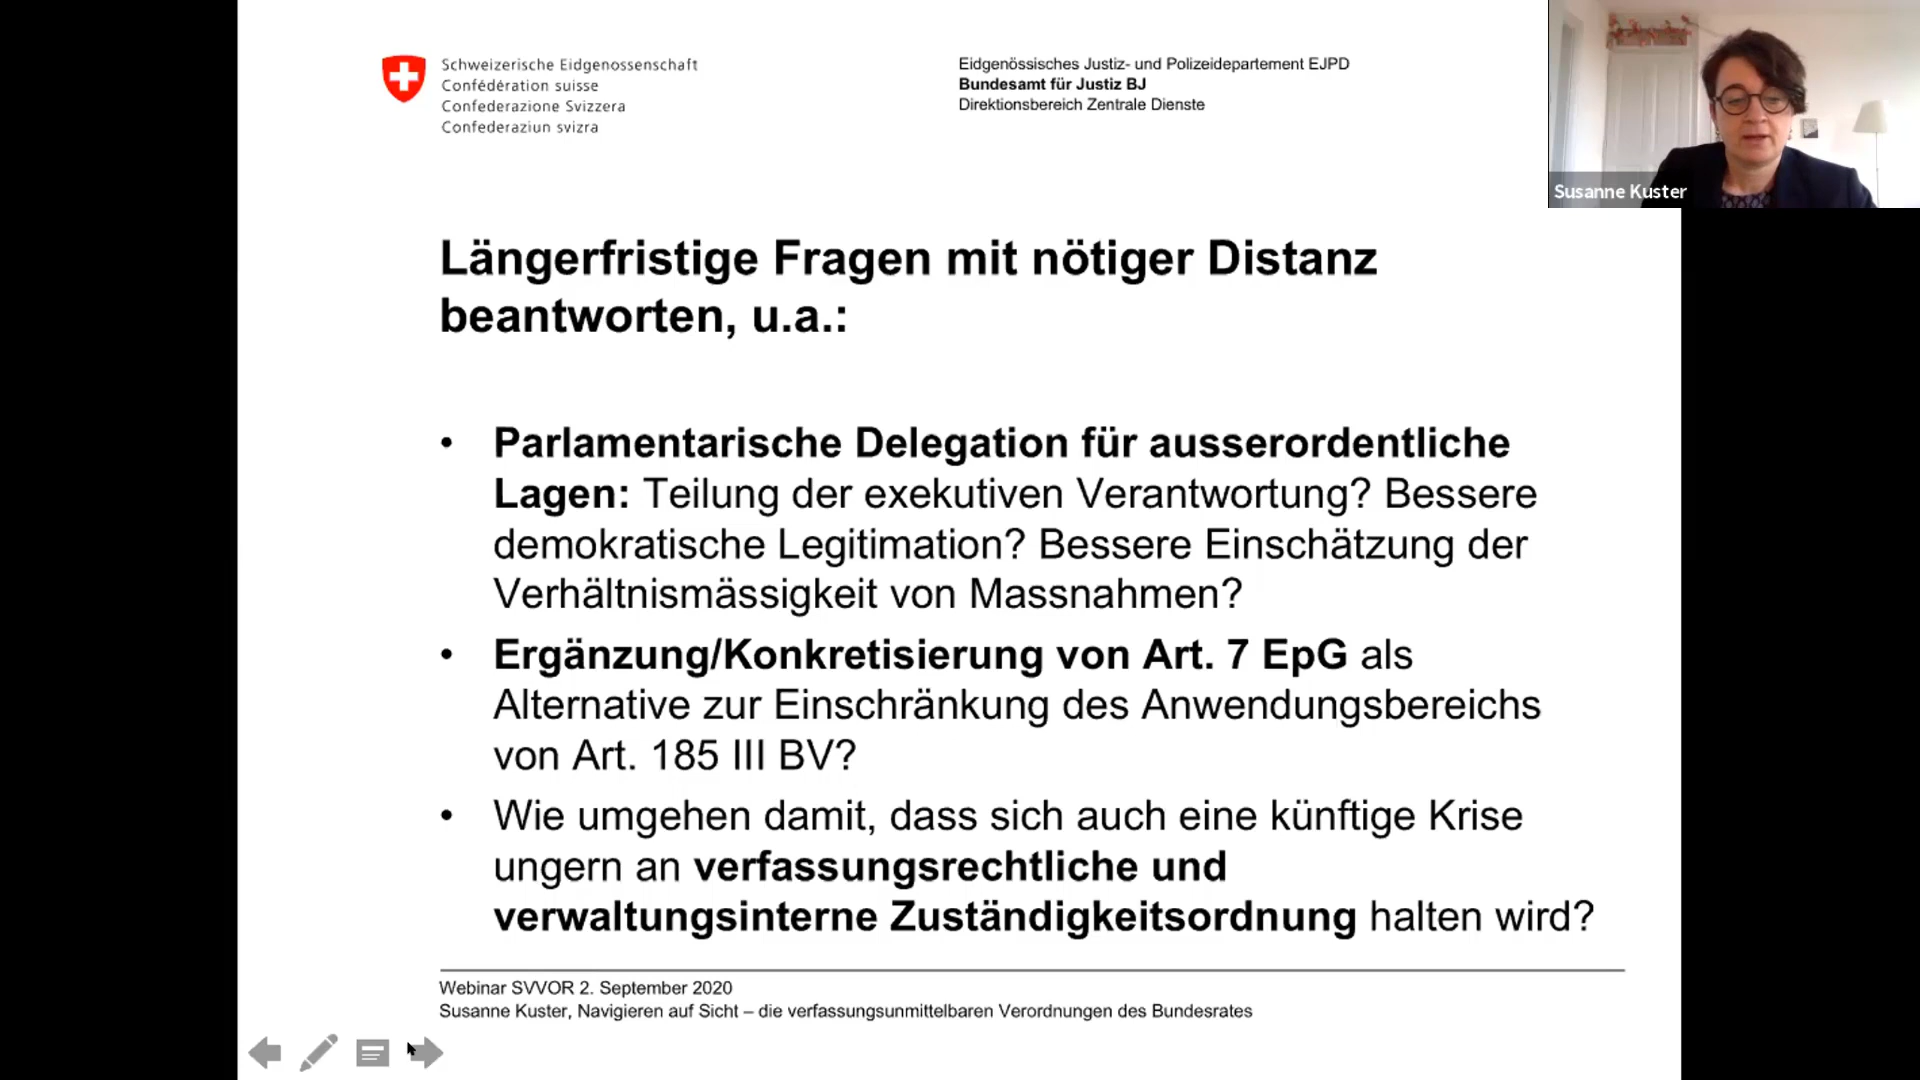 Schweizerische Eidgenossenschaft
Confédération suisse
Confederazione Svizzera
Confederaziun svizra
Eidgenössisches Justiz- und Polizeidepartement EJPD
Bundesamt für Justiz BJ
Direktionsbereich Zentrale Dienste
Susanne Kuster
Längerfristige Fragen mit nötiger Distanz
beantworten, u.a.:
• Parlamentarische Delegation für ausserordentliche
Lagen: Teilung der exekutiven Verantwortung? Bessere
demokratische Legitimation? Bessere Einschätzung der
Verhältnismässigkeit von Massnahmen?
• Ergänzung/Konkretisierung von Art. 7 EpG als
Alternative zur Einschränkung des Anwendungsbereichs
von Art. 185 III BV?
• Wie umgehen damit, dass sich auch eine künftige Krise
ungern an verfassungsrechtliche und
verwaltungsinterne Zuständigkeitsordnung halten wird?
Webinar SVVOR 2. September 2020
Susanne Kuster, Navigieren auf Sicht – die verfassungsunmittelbaren Verordnungen des Bundesrates